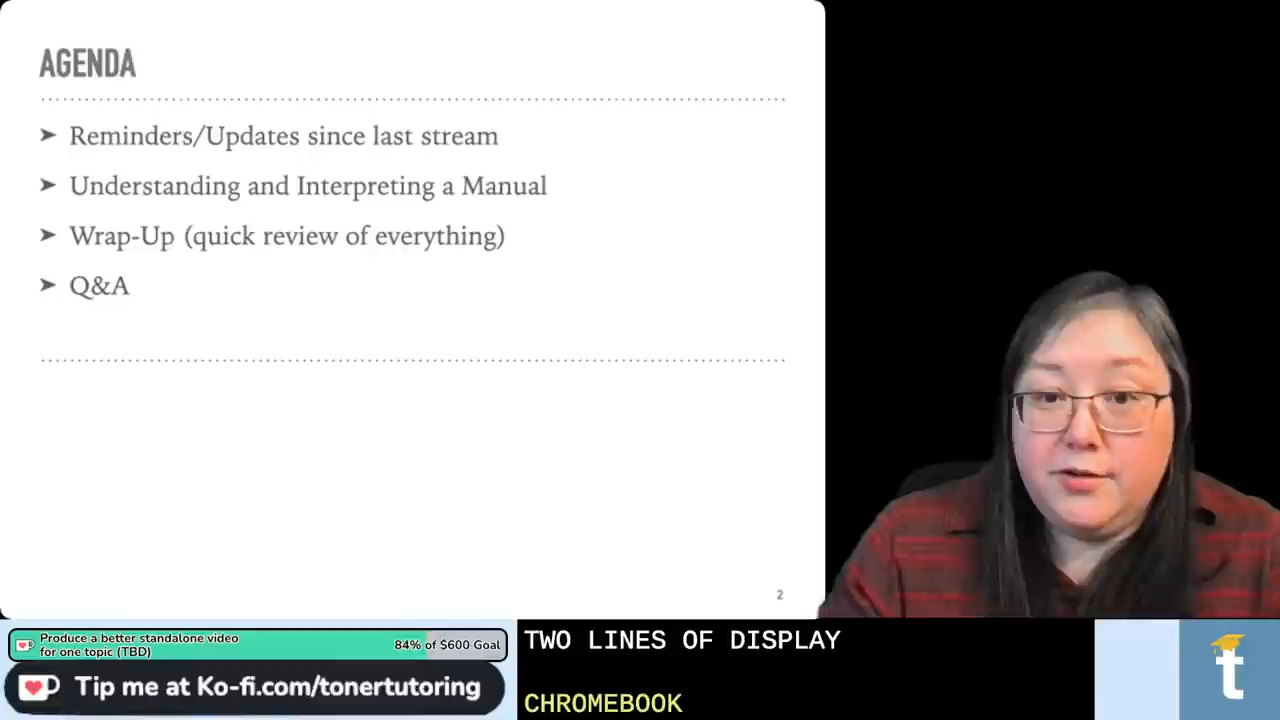 AGENDA
➤ Reminders/Updates since last stream
➤ Understanding and Interpreting a Manual
➤ Wrap-Up (quick review of everything)
➤ Q&A
2
Produce a better standalone video
for one topic (TBD)
84% of $600 Goal
Tip me at Ko-fi.com/tonertutoring
TWO LINES OF DISPLAY
CHROMEBOOK
t